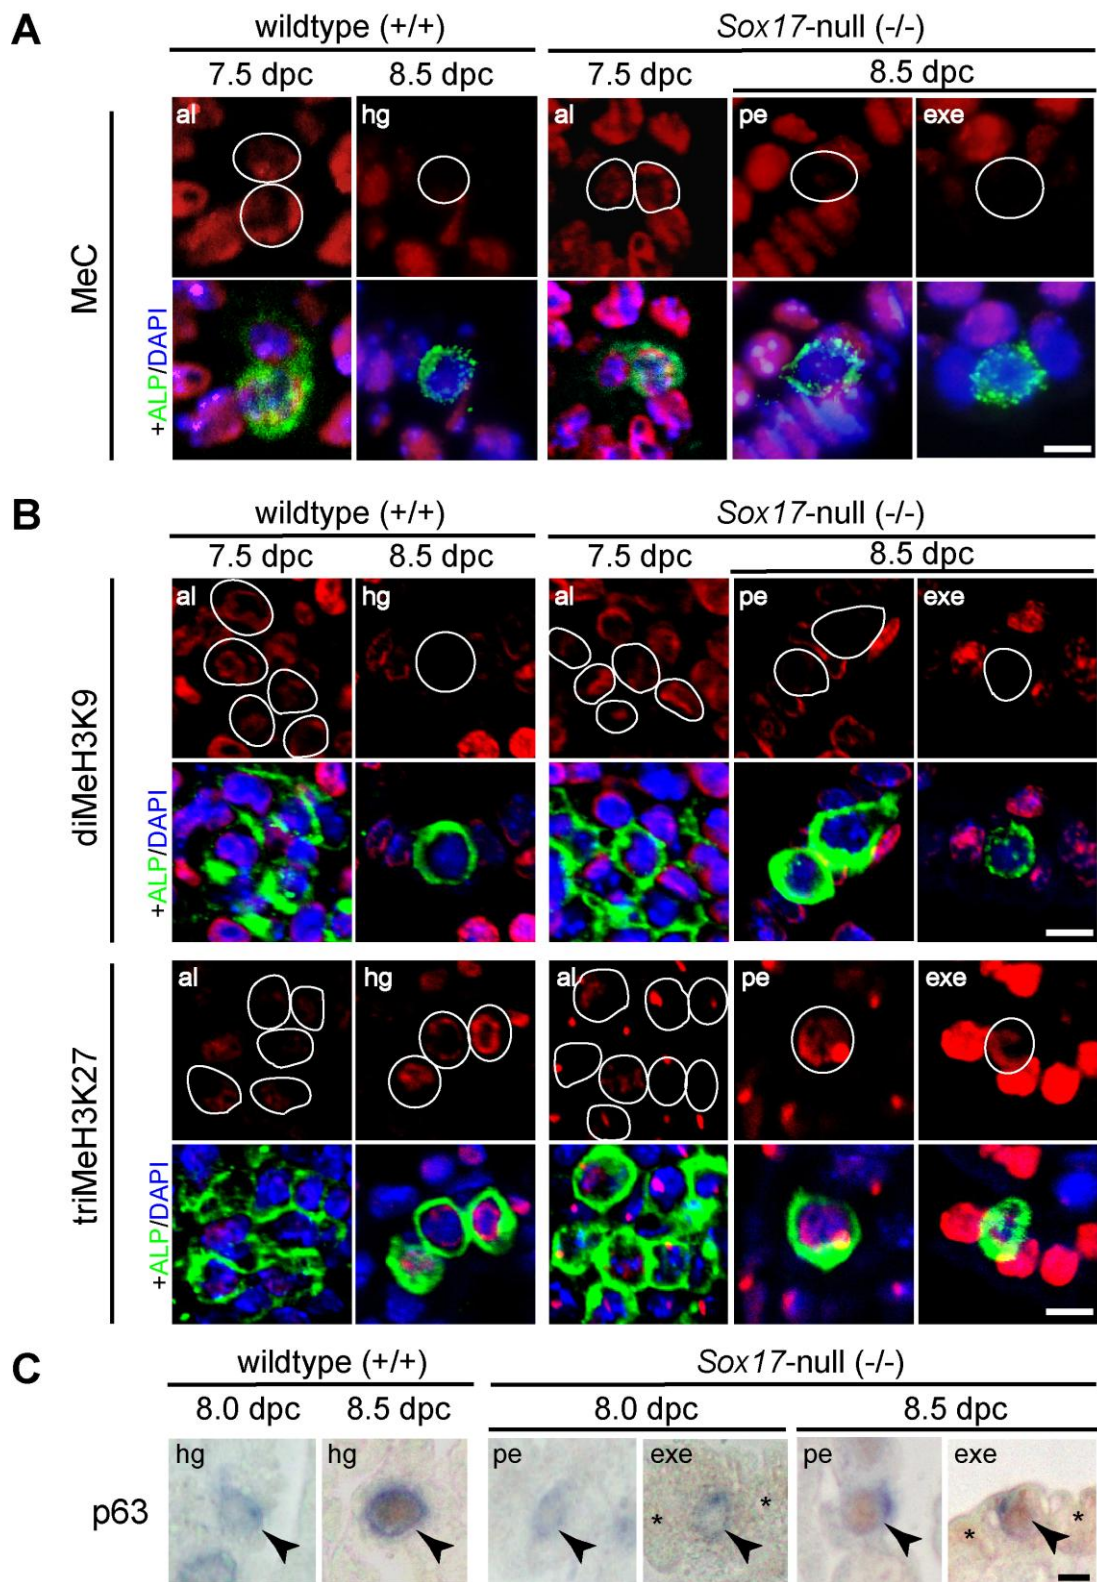 A
wildtype (+/+) Sox17-null (-/-)
7.5 dpc 8.5 dpc 7.5 dpc 8.5 dpc
al hg al pe exe
MeC
+ALP/DAPI
B
wildtype (+/+) Sox17-null (-/-)
7.5 dpc 8.5 dpc 7.5 dpc 8.5 dpc
al hg al pe exe
diMeH3K9
+ALP/DAPI
al hg al pe exe
triMeH3K27
+ALP/DAPI
C
wildtype (+/+) Sox17-null (-/-)
8.0 dpc 8.5 dpc 8.0 dpc 8.5 dpc
hg hg pe exe pe exe
p63
* * * *